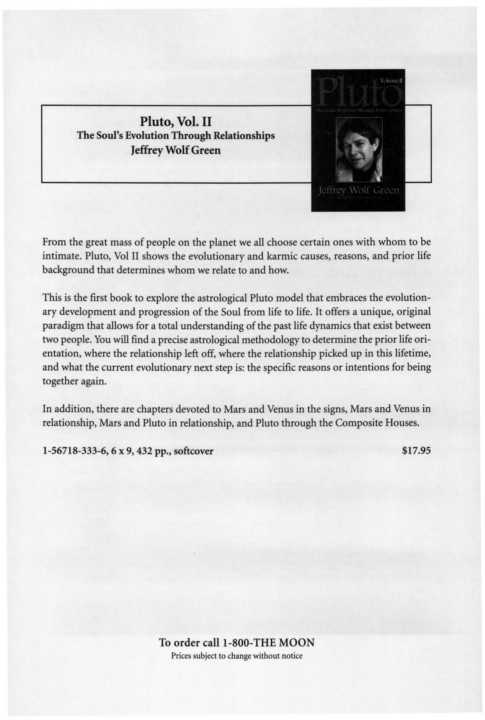 Volume II
Pluto
Jeffrey Wolf Green
Pluto, Vol. II
The Soul's Evolution Through Relationships
Jeffrey Wolf Green
From the great mass of people on the planet we all choose certain ones with whom to be
intimate. Pluto, Vol II shows the evolutionary and karmic causes, reasons, and prior life
background that determines whom we relate to and how.
This is the first book to explore the astrological Pluto model that embraces the evolution-
ary development and progression of the Soul from life to life. It offers a unique, original
paradigm that allows for a total understanding of the past life dynamics that exist between
two people. You will find a precise astrological methodology to determine the prior life ori-
entation, where the relationship left off, where the relationship picked up in this lifetime,
and what the current evolutionary next step is: the specific reasons or intentions for being
together again.
In addition, there are chapters devoted to Mars and Venus in the signs, Mars and Venus in
relationship, Mars and Pluto in relationship, and Pluto through the Composite Houses.
1-56718-333-6, 6 x 9, 432 pp., softcover $17.95
To order call 1-800-THE MOON
Prices subject to change without notice